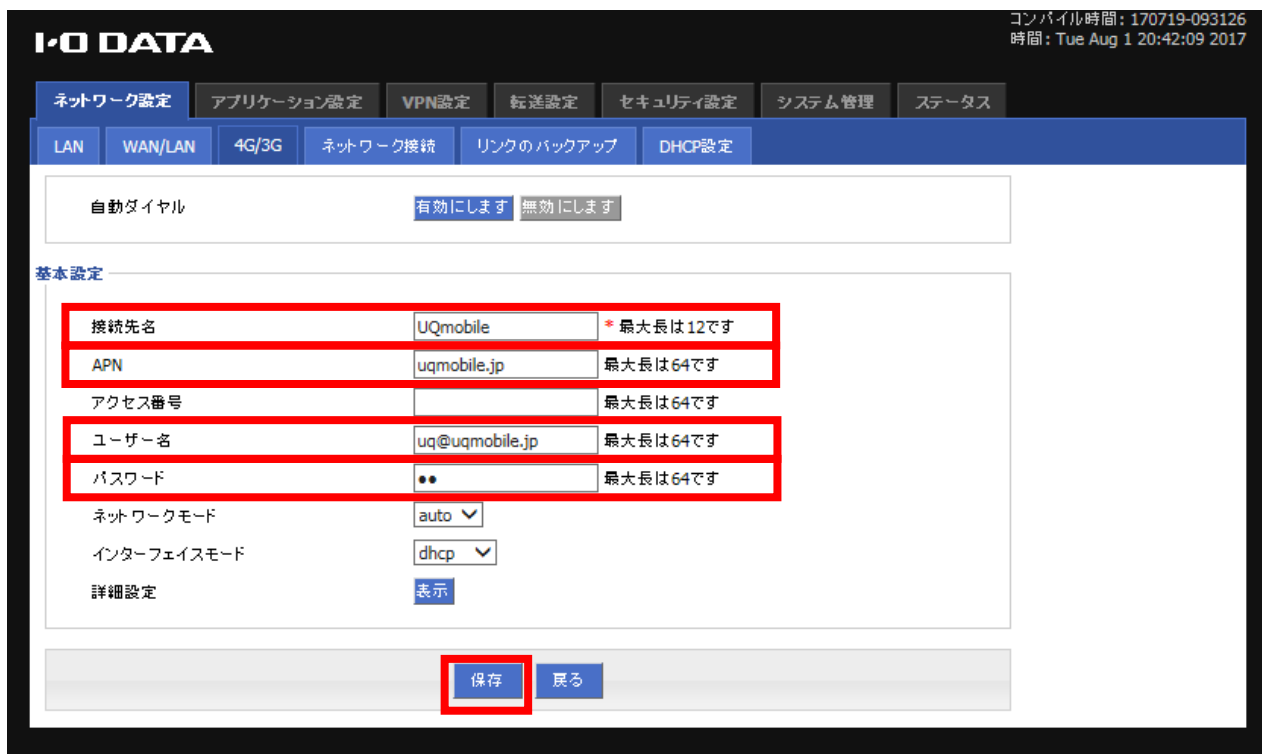 コンパイル時間: 170719-093126
時間: Tue Aug 1 20:42:09 2017
I-O DATA
ネットワーク設定 アプリケーション設定 VPN設定 転送設定 セキュリティ設定 システム管理 ステータス
LAN WAN/LAN 4G/3G ネットワーク接続 リンクのバックアップ DHCP設定
自動ダイヤル 有効にします 無効にします
基本設定
接続先名 UQmobile * 最大長は12です
APN uqmobile.jp 最大長は64です
アクセス番号 最大長は64です
ユーザー名 uq@uqmobile.jp 最大長は64です
パスワード ●● 最大長は64です
ネットワークモード auto
インターフェイスモード dhcp
詳細設定 表示
保存 戻る